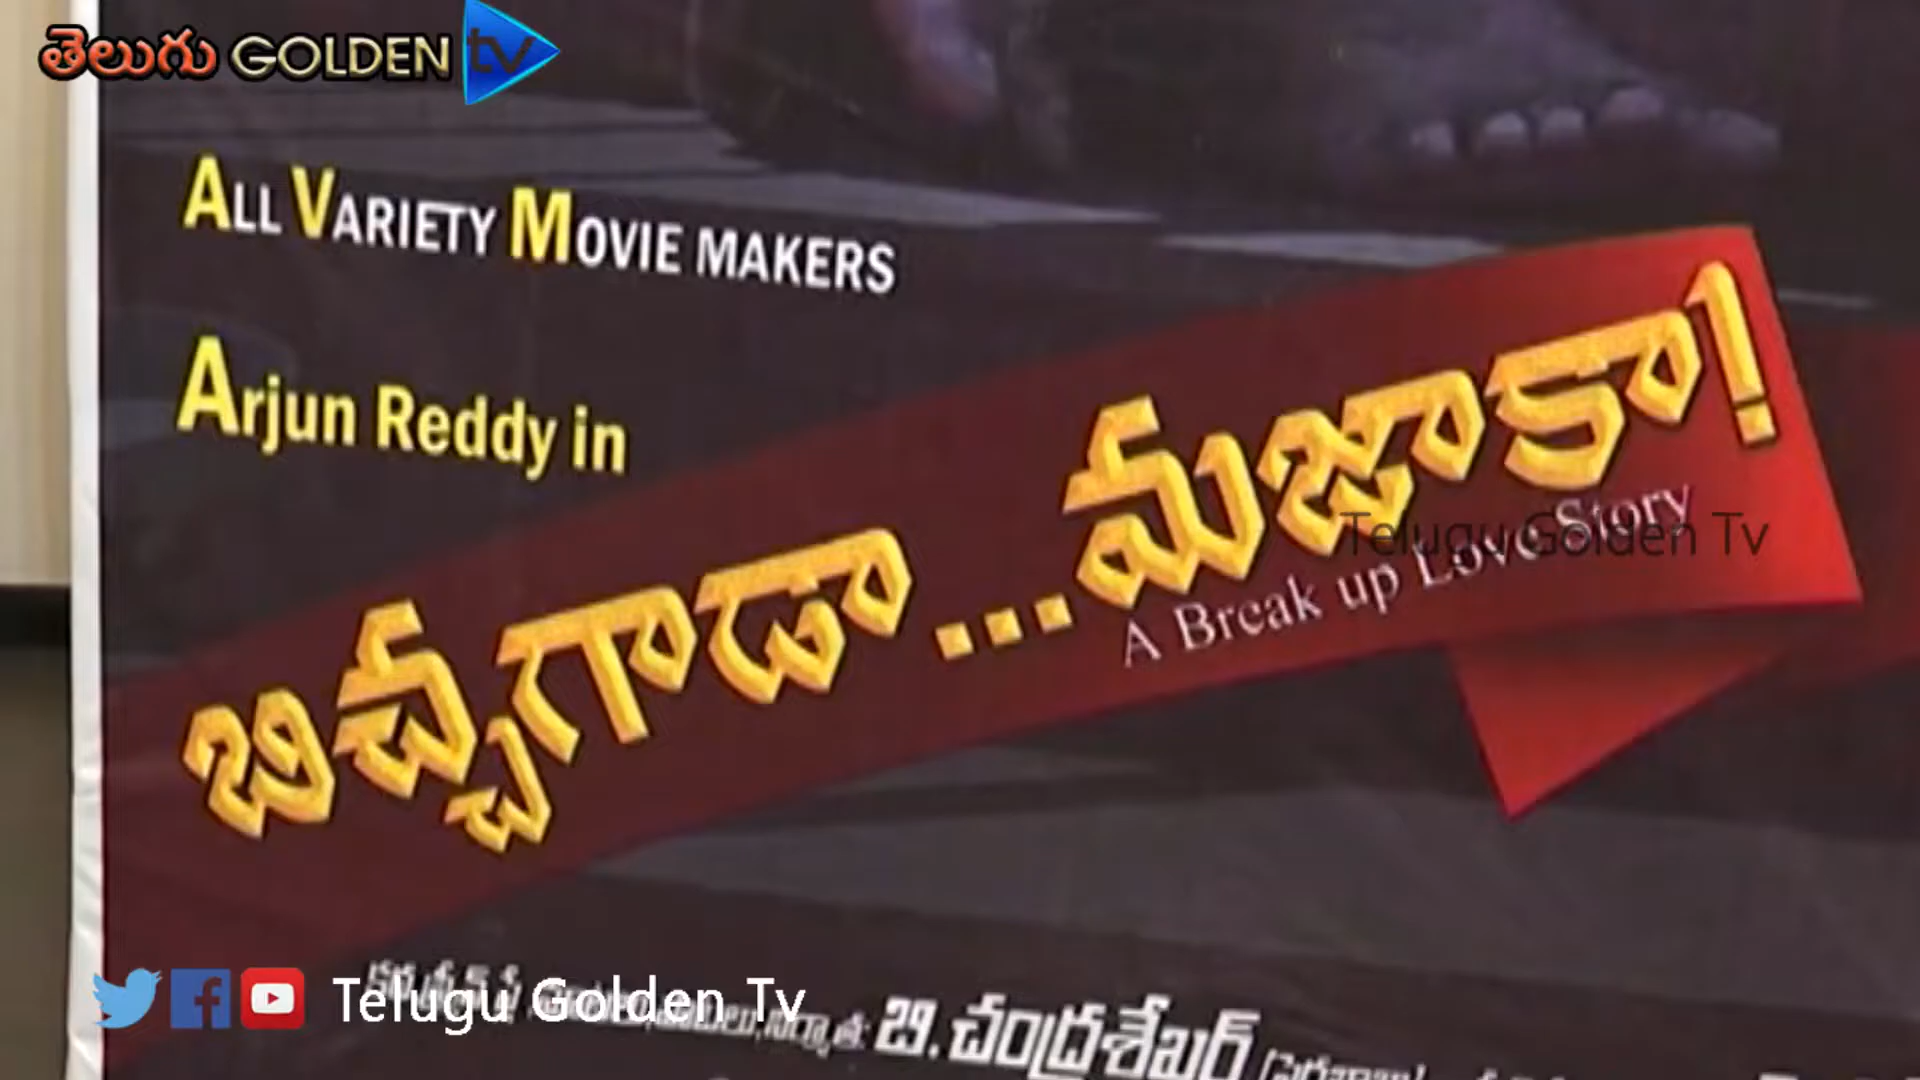 తెలుగు GOLDEN tv
ALL VARIETY MOVIE MAKERS
Arjun Reddy in
బిచ్చగాడా...మజాకా!
A Break up Love Story
Telugu Golden Tv
Telugu Golden Tv
బి.చంద్రశేఖర్